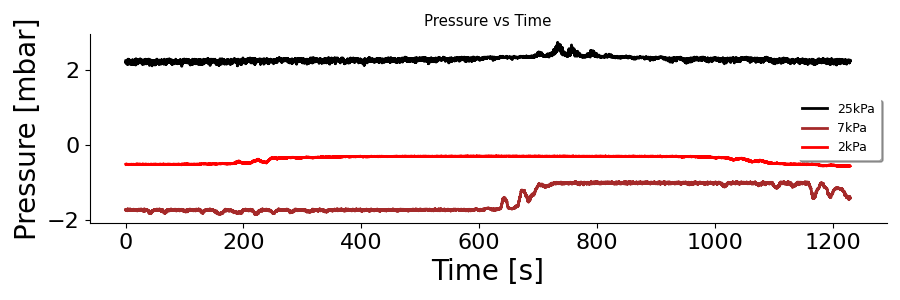 Pressure vs Time
Pressure [mbar]
2
0
−2
25kPa
7kPa
2kPa
0 200 400 600 800 1000 1200
Time [s]